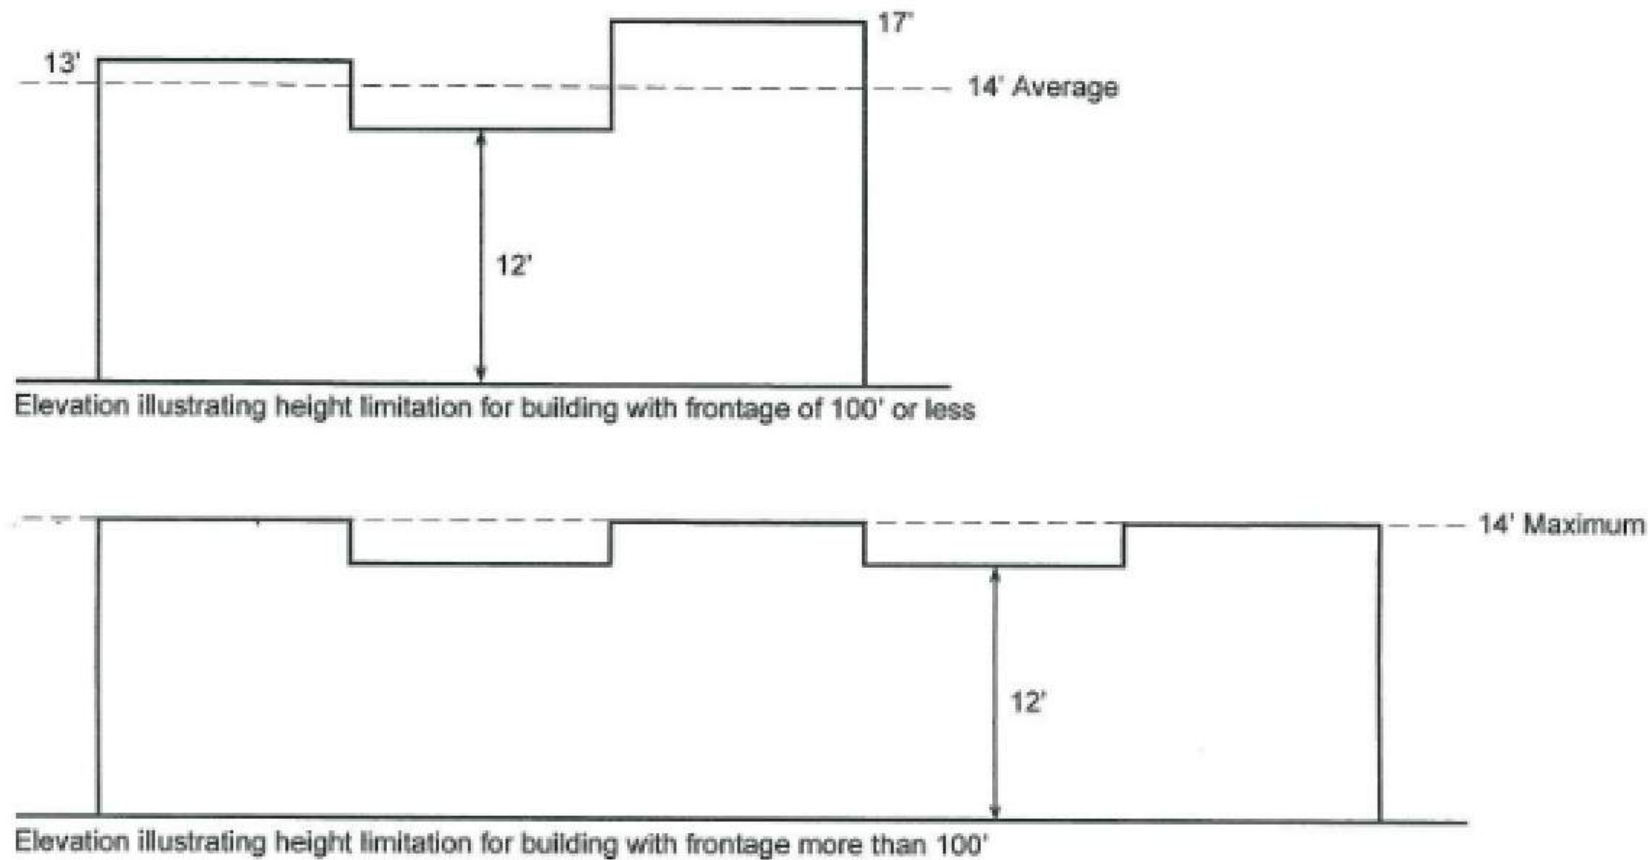 17'
13'
14' Average
12'
Elevation illustrating height limitation for building with frontage of 100' or less
14' Maximum
12'
Elevation illustrating height limitation for building with frontage more than 100'